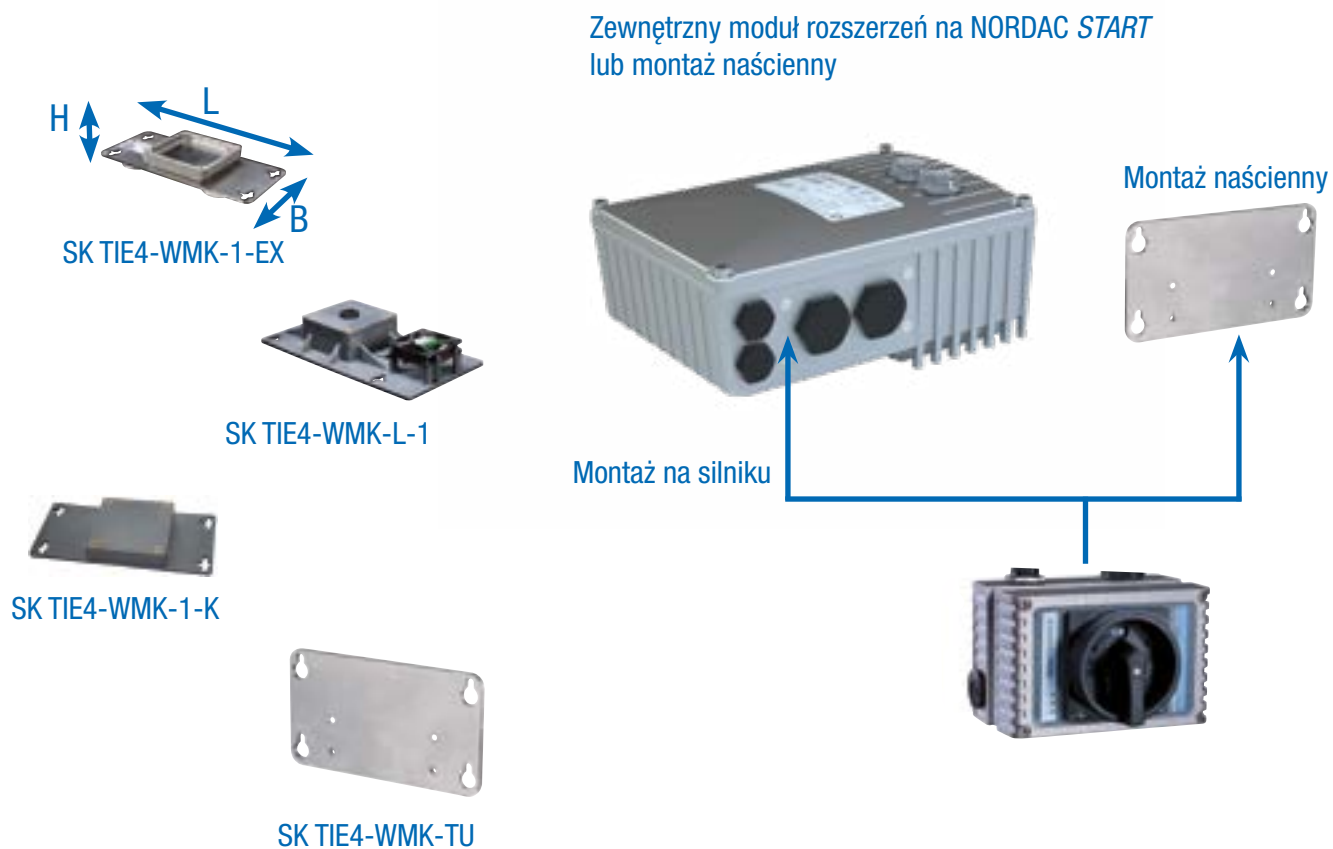 Zewnętrzny moduł rozszerzeń na NORDAC START
lub montaż naścienny
H
L
B
SK TIE4-WMK-1-EX
Montaż naścienny
SK TIE4-WMK-L-1
Montaż na silniku
SK TIE4-WMK-1-K
SK TIE4-WMK-TU